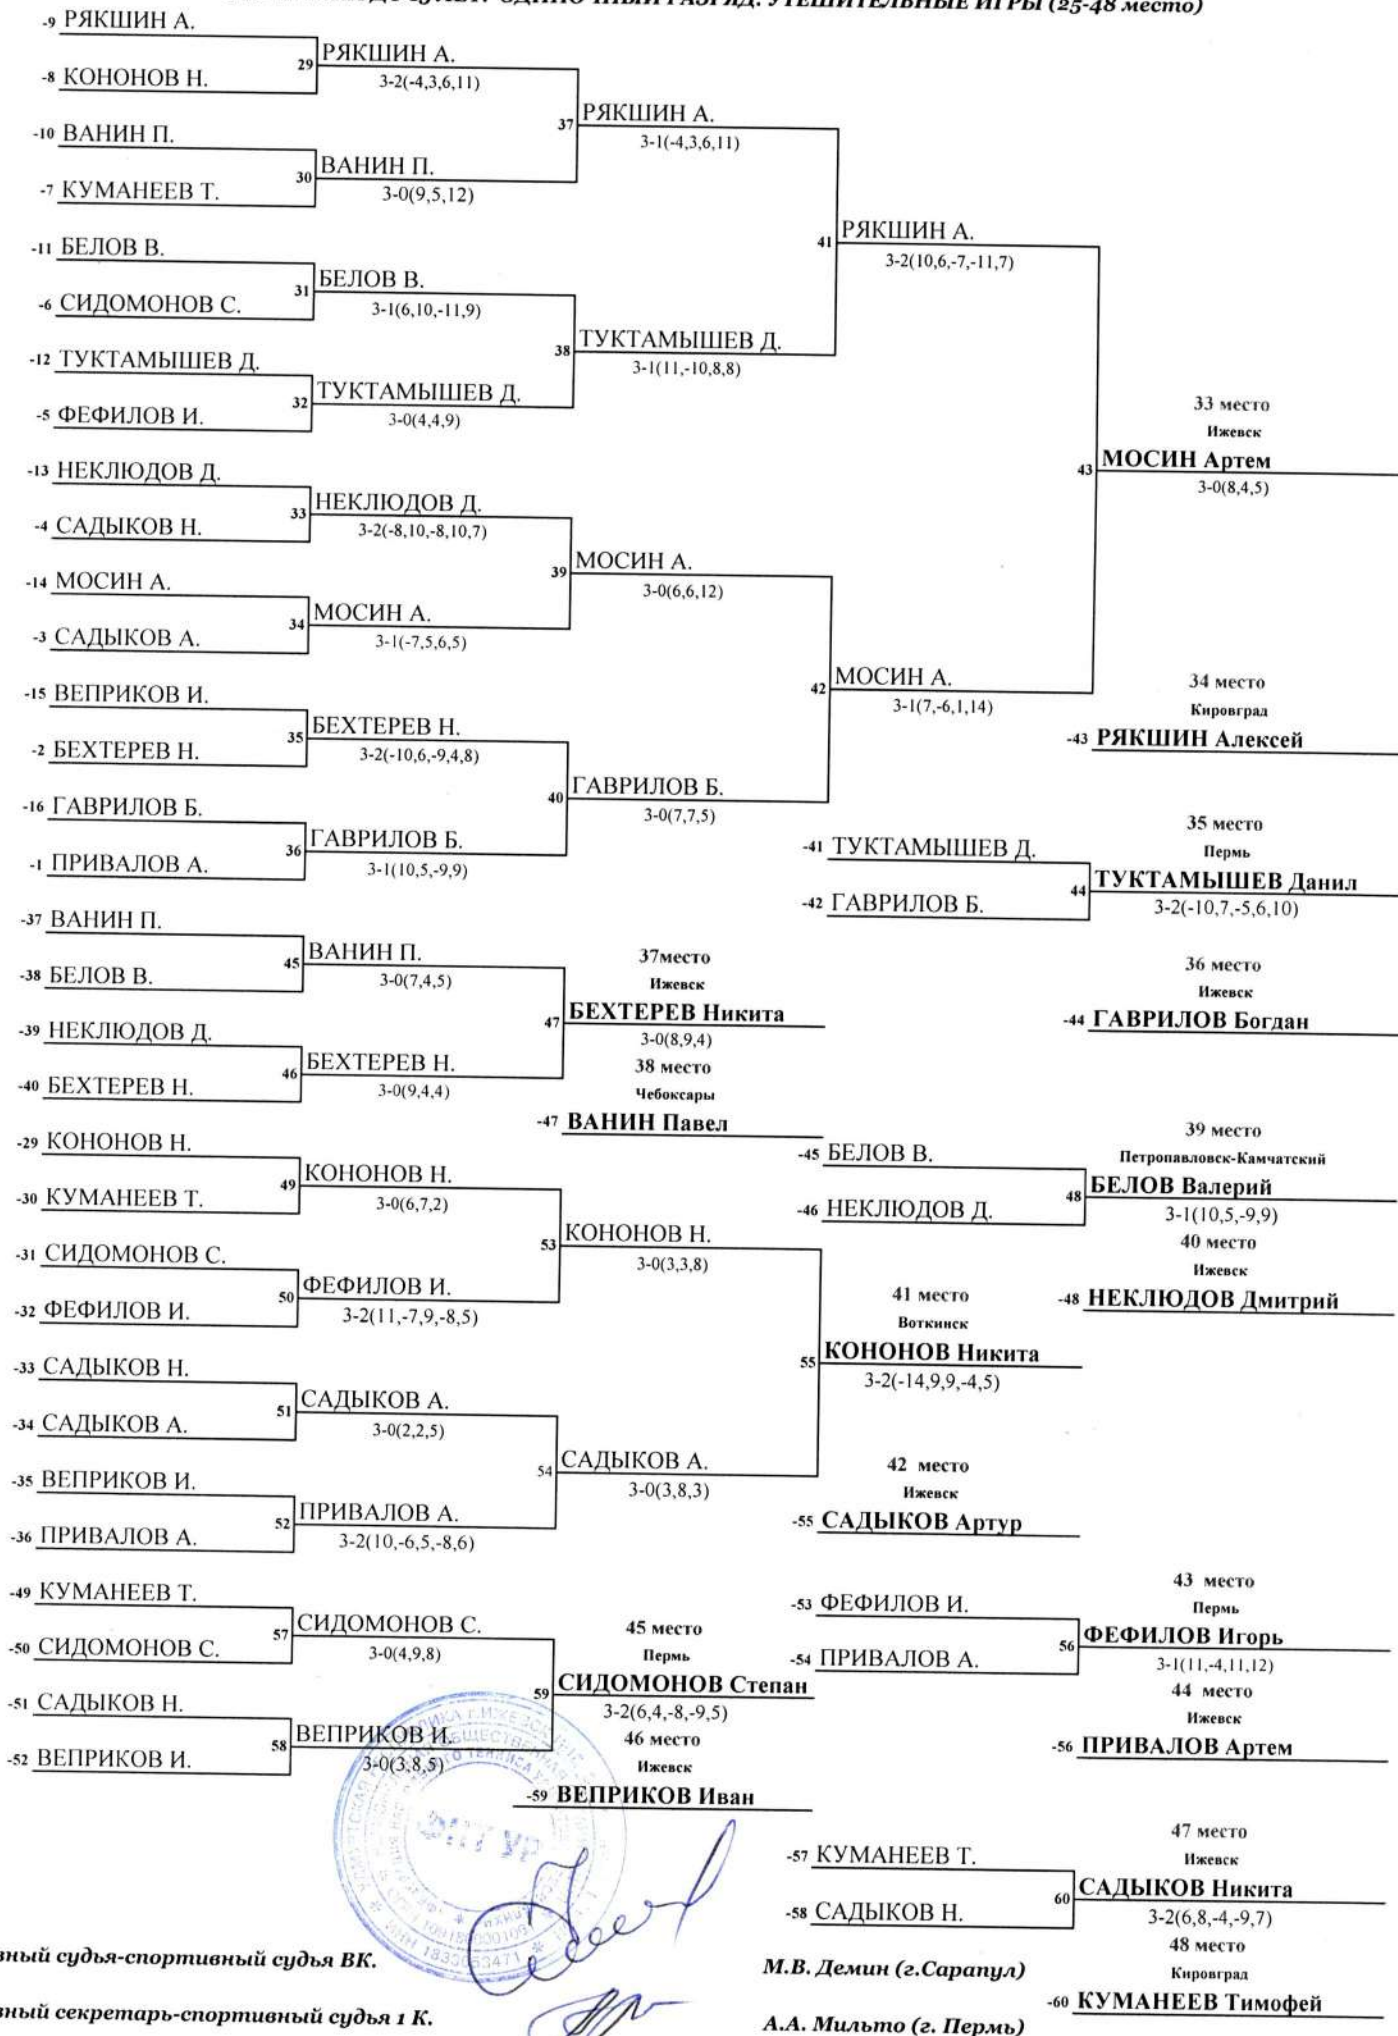 ЕТ. ОДИНОЧНЫЙ РАЗРЯД. УТЕШИТЕЛЬНЫЕ ИГРЫ (25-48 место)
-9 РЯКШИН А.
29 РЯКШИН А.
3-2(-4,3,6,11)
-8 КОНОНОВ Н.
37 РЯКШИН А.
3-1(-4,3,6,11)
-10 ВАНИН П.
30 ВАНИН П.
3-0(9,5,12)
-7 КУМАНЕЕВ Т.
41 РЯКШИН А.
3-2(10,6,-7,-11,7)
-11 БЕЛОВ В.
31 БЕЛОВ В.
3-1(6,10,-11,9)
-6 СИДОМОНОВ С.
38 ТУКТАМЫШЕВ Д.
3-1(11,-10,8,8)
-12 ТУКТАМЫШЕВ Д.
32 ТУКТАМЫШЕВ Д.
3-0(4,4,9)
-5 ФЕФИЛОВ И.
33 место
Ижевск
43 МОСИН Артем
3-0(8,4,5)
-13 НЕКЛЮДОВ Д.
33 НЕКЛЮДОВ Д.
3-2(-8,10,-8,10,7)
-4 САДЫКОВ Н.
39 МОСИН А.
3-0(6,6,12)
-14 МОСИН А.
34 МОСИН А.
3-1(-7,5,6,5)
-3 САДЫКОВ А.
42 МОСИН А.
3-1(7,-6,1,14)
34 место
Кировград
-43 РЯКШИН Алексей
-15 ВЕПРИКОВ И.
35 БЕХТЕРЕВ Н.
3-2(-10,6,-9,4,8)
-2 БЕХТЕРЕВ Н.
40 ГАВРИЛОВ Б.
3-0(7,7,5)
-16 ГАВРИЛОВ Б.
36 ГАВРИЛОВ Б.
3-1(10,5,-9,9)
-1 ПРИВАЛОВ А.
35 место
Пермь
-41 ТУКТАМЫШЕВ Д.
44 ТУКТАМЫШЕВ Данил
3-2(-10,7,-5,6,10)
-42 ГАВРИЛОВ Б.
36 место
Ижевск
-44 ГАВРИЛОВ Богдан
-37 ВАНИН П.
45 ВАНИН П.
3-0(7,4,5)
-38 БЕЛОВ В.
37место
Ижевск
47 БЕХТЕРЕВ Никита
3-0(8,9,4)
-39 НЕКЛЮДОВ Д.
46 БЕХТЕРЕВ Н.
3-0(9,4,4)
-40 БЕХТЕРЕВ Н.
38 место
Чебоксары
-47 ВАНИН Павел
39 место
Петропавловск-Камчатский
-45 БЕЛОВ В.
48 БЕЛОВ Валерий
3-1(10,5,-9,9)
-46 НЕКЛЮДОВ Д.
40 место
Ижевск
-48 НЕКЛЮДОВ Дмитрий
-29 КОНОНОВ Н.
49 КОНОНОВ Н.
3-0(6,7,2)
-30 КУМАНЕЕВ Т.
53 КОНОНОВ Н.
3-0(3,3,8)
-31 СИДОМОНОВ С.
50 ФЕФИЛОВ И.
3-2(11,-7,9,-8,5)
-32 ФЕФИЛОВ И.
41 место
Воткинск
55 КОНОНОВ Никита
3-2(-14,9,9,-4,5)
-33 САДЫКОВ Н.
51 САДЫКОВ А.
3-0(2,2,5)
-34 САДЫКОВ А.
54 САДЫКОВ А.
3-0(3,8,3)
-35 ВЕПРИКОВ И.
52 ПРИВАЛОВ А.
3-2(10,-6,5,-8,6)
-36 ПРИВАЛОВ А.
42 место
Ижевск
-55 САДЫКОВ Артур
43 место
Пермь
-53 ФЕФИЛОВ И.
56 ФЕФИЛОВ Игорь
3-1(11,-4,11,12)
-54 ПРИВАЛОВ А.
44 место
Ижевск
-56 ПРИВАЛОВ Артем
-49 КУМАНЕЕВ Т.
57 СИДОМОНОВ С.
3-0(4,9,8)
-50 СИДОМОНОВ С.
45 место
Пермь
59 СИДОМОНОВ Степан
3-2(6,4,-8,-9,5)
-51 САДЫКОВ Н.
58 ВЕПРИКОВ И.
3-0(3,8,5)
-52 ВЕПРИКОВ И.
46 место
Ижевск
-59 ВЕПРИКОВ Иван
47 место
Ижевск
-57 КУМАНЕЕВ Т.
60 САДЫКОВ Никита
3-2(6,8,-4,-9,7)
-58 САДЫКОВ Н.
48 место
Кировград
-60 КУМАНЕЕВ Тимофей
вный судья-спортивный судья ВК.
М.В. Демин (г.Сарапул)
вный секретарь-спортивный судья 1 К.
А.А. Мильто (г. Пермь)